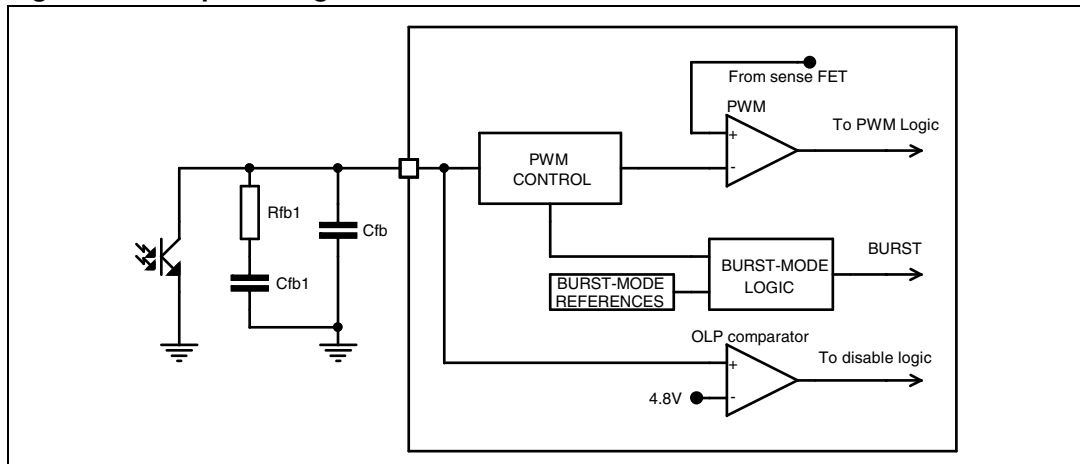 From sense FET
PWM
+
-
To PWM Logic
PWM
CONTROL
Rfb1
Cfb
Cfb1
BURST-MODE
REFERENCES
BURST-MODE
LOGIC
BURST
OLP comparator
+
-
4.8V
To disable logic